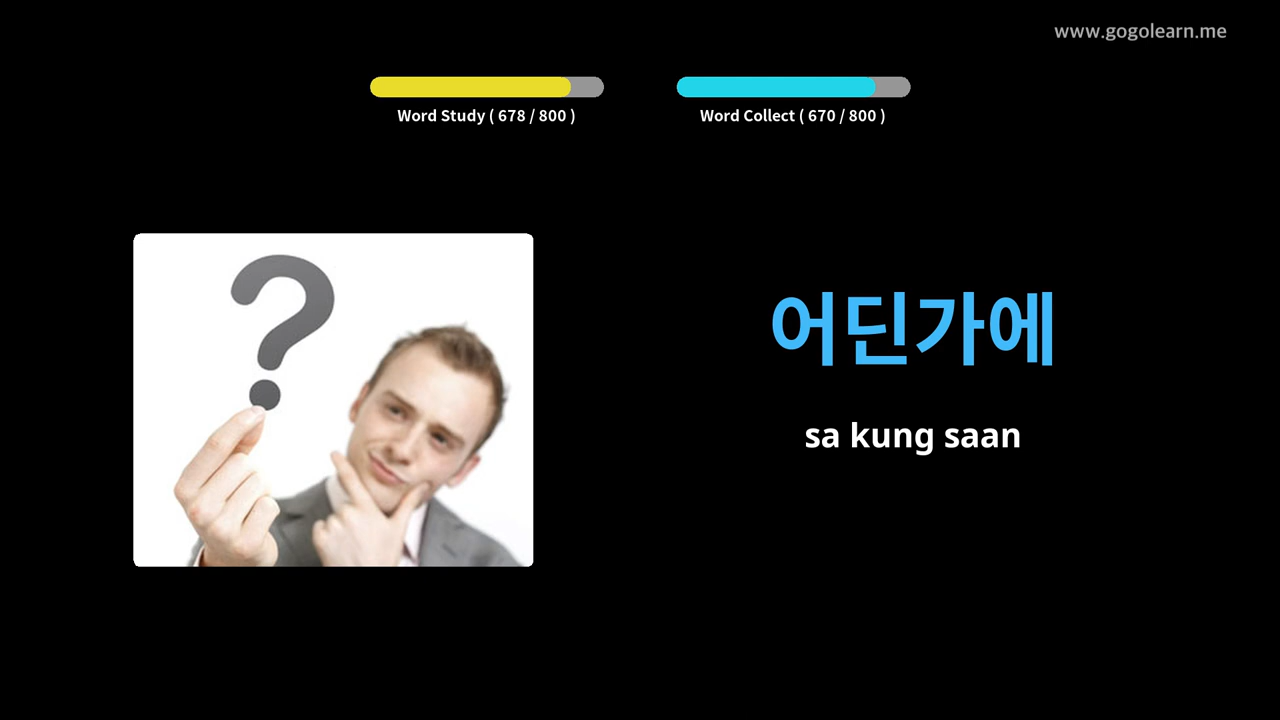 www.gogolearn.me
Word Study ( 678 / 800 )
Word Collect ( 670 / 800 )
어딘가에
sa kung saan